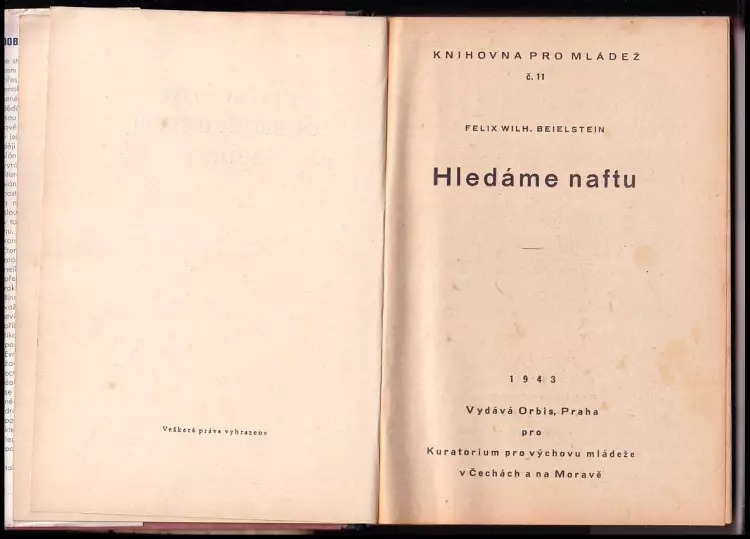 Veškerá práva vyhrazena
KNIHOVNA PRO MLÁDEŽ
č. 11
FELIX WILH. BEIELSTEIN
Hledáme naftu
1943
Vydává Orbis, Praha
pro
Kuratorium pro výchovu mládeže
v Čechách a na Moravě